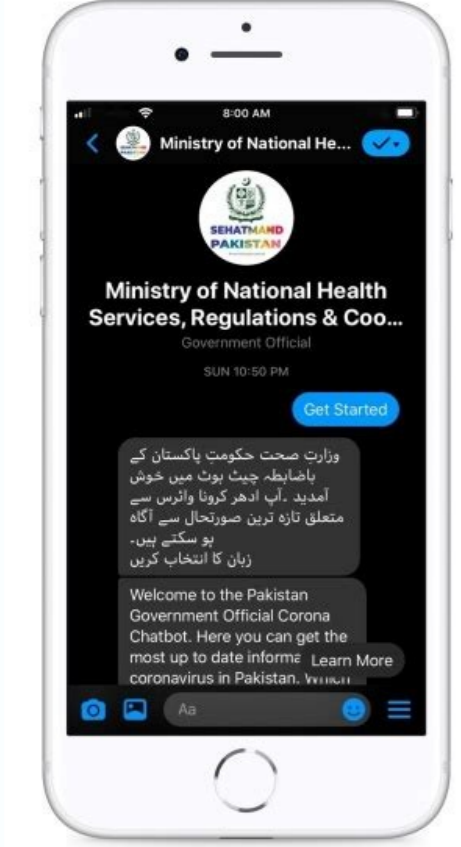 8:00 AM
Ministry of National He...
SEHATMAND
PAKISTAN
Ministry of National Health
Services, Regulations & Coo...
Government Official
SUN 10:50 PM
Get Started
وزارتِ صحت حکومتِ پاکستان کے
باضابطہ چیٹ بوٹ میں خوش
آمدید ۔آپ ادھر کرونا وائرس سے
متعلق تازہ ترین صورتحال سے آگاہ
ہو سکتے ہیں۔
زبان کا انتخاب کریں
Welcome to the Pakistan
Government Official Corona
Chatbot. Here you can get the
most up to date informa
Learn More
coronavirus in Pakistan. Which
Aa